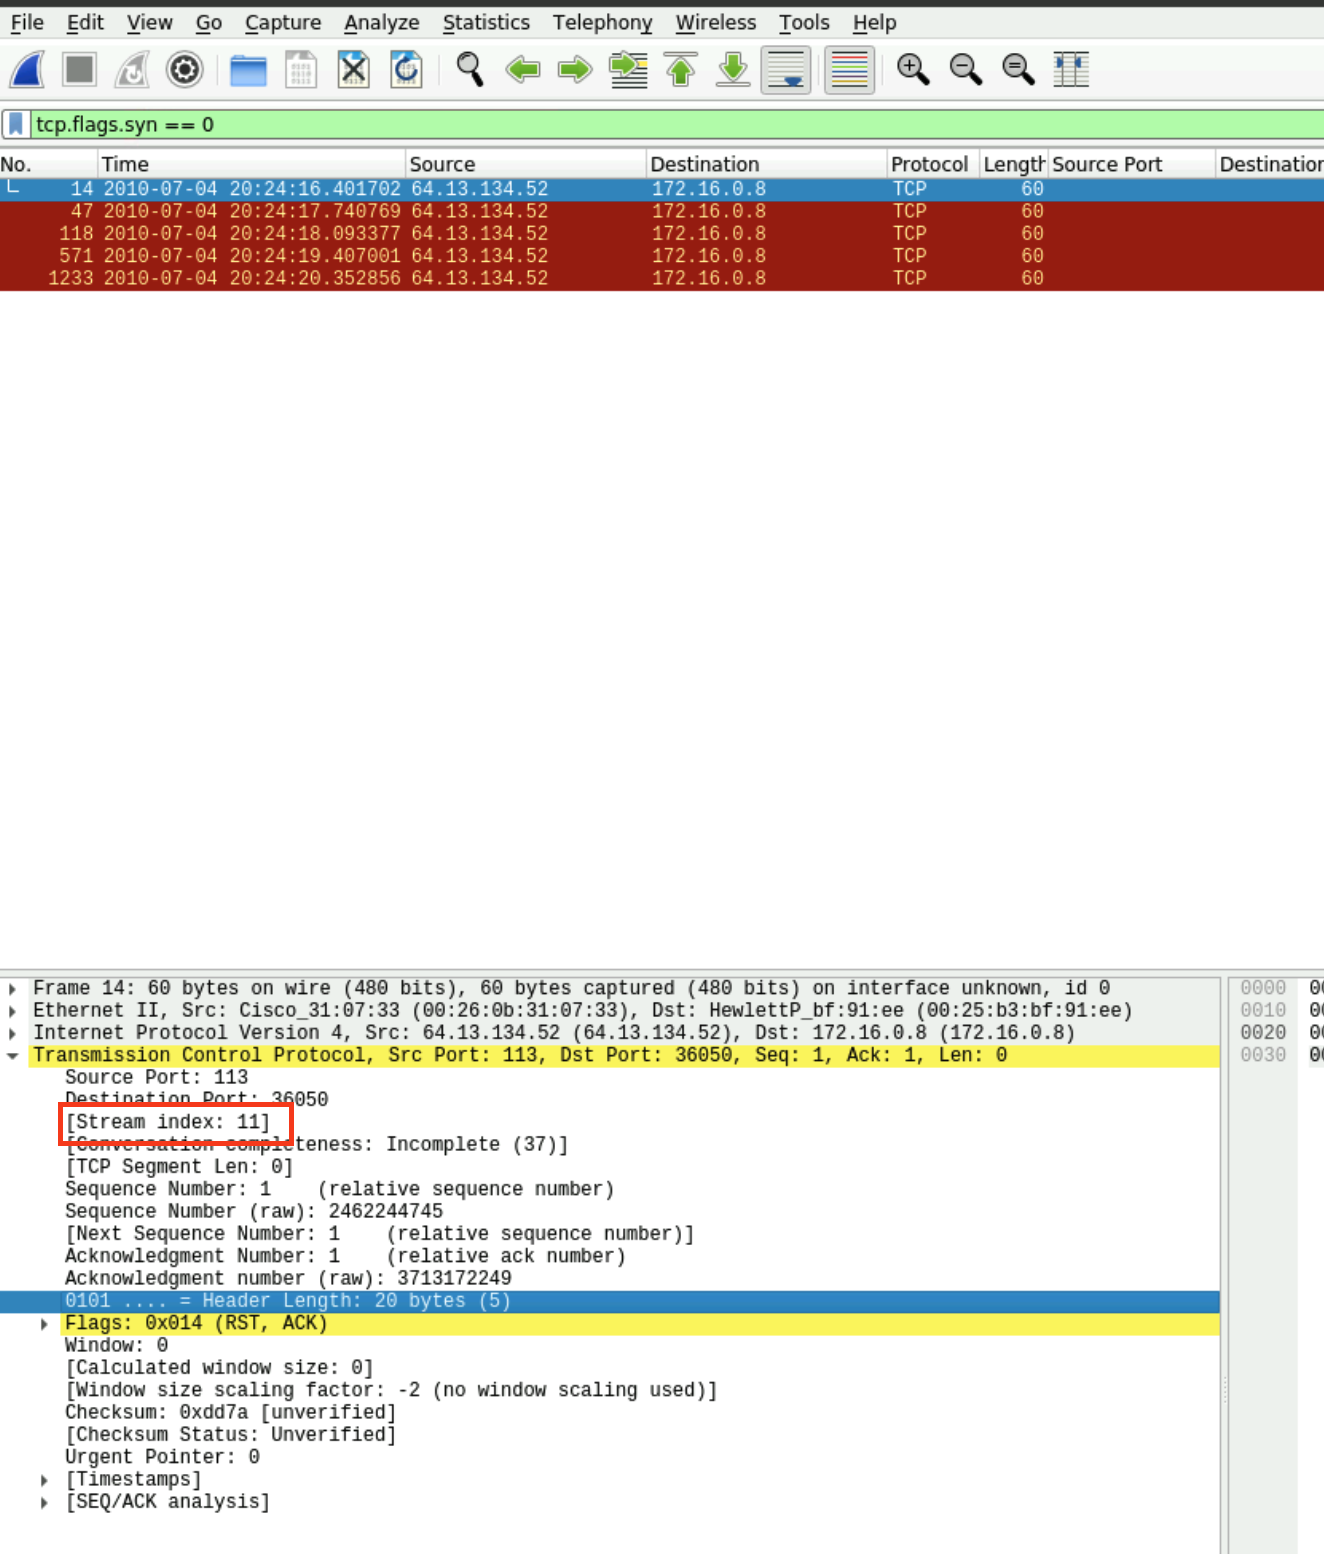 File Edit View Go Capture Analyze Statistics Telephony Wireless Tools Help
tcp.flags.syn == 0
No. Time Source Destination Protocol Length Source Port Destination
14 2010-07-04 20:24:16.401702 64.13.134.52 172.16.0.8 TCP 60
47 2010-07-04 20:24:17.740769 64.13.134.52 172.16.0.8 TCP 60
118 2010-07-04 20:24:18.093377 64.13.134.52 172.16.0.8 TCP 60
571 2010-07-04 20:24:19.407001 64.13.134.52 172.16.0.8 TCP 60
1233 2010-07-04 20:24:20.352856 64.13.134.52 172.16.0.8 TCP 60
Frame 14: 60 bytes on wire (480 bits), 60 bytes captured (480 bits) on interface unknown, id 0
Ethernet II, Src: Cisco_31:07:33 (00:26:0b:31:07:33), Dst: HewlettP_bf:91:ee (00:25:b3:bf:91:ee)
Internet Protocol Version 4, Src: 64.13.134.52 (64.13.134.52), Dst: 172.16.0.8 (172.16.0.8)
Transmission Control Protocol, Src Port: 113, Dst Port: 36050, Seq: 1, Ack: 1, Len: 0
Source Port: 113
Destination Port: 36050
[Stream index: 11]
[Conversation completeness: Incomplete (37)]
[TCP Segment Len: 0]
Sequence Number: 1 (relative sequence number)
Sequence Number (raw): 2462244745
[Next Sequence Number: 1 (relative sequence number)]
Acknowledgment Number: 1 (relative ack number)
Acknowledgment number (raw): 3713172249
0101 .... = Header Length: 20 bytes (5)
Flags: 0x014 (RST, ACK)
Window: 0
[Calculated window size: 0]
[Window size scaling factor: -2 (no window scaling used)]
Checksum: 0xdd7a [unverified]
[Checksum Status: Unverified]
Urgent Pointer: 0
[Timestamps]
[SEQ/ACK analysis]
0000
0010
0020
0030